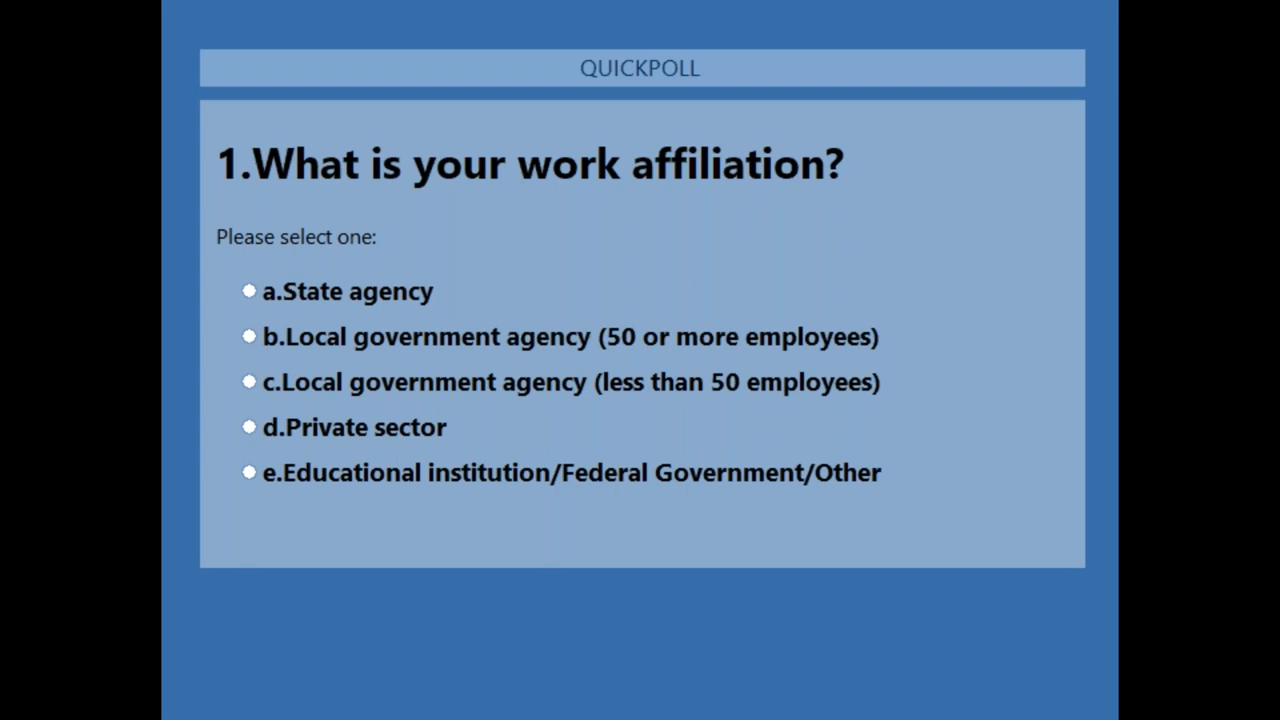 QUICKPOLL
1.What is your work affiliation?
Please select one:
a.State agency
b.Local government agency (50 or more employees)
c.Local government agency (less than 50 employees)
d.Private sector
e.Educational institution/Federal Government/Other